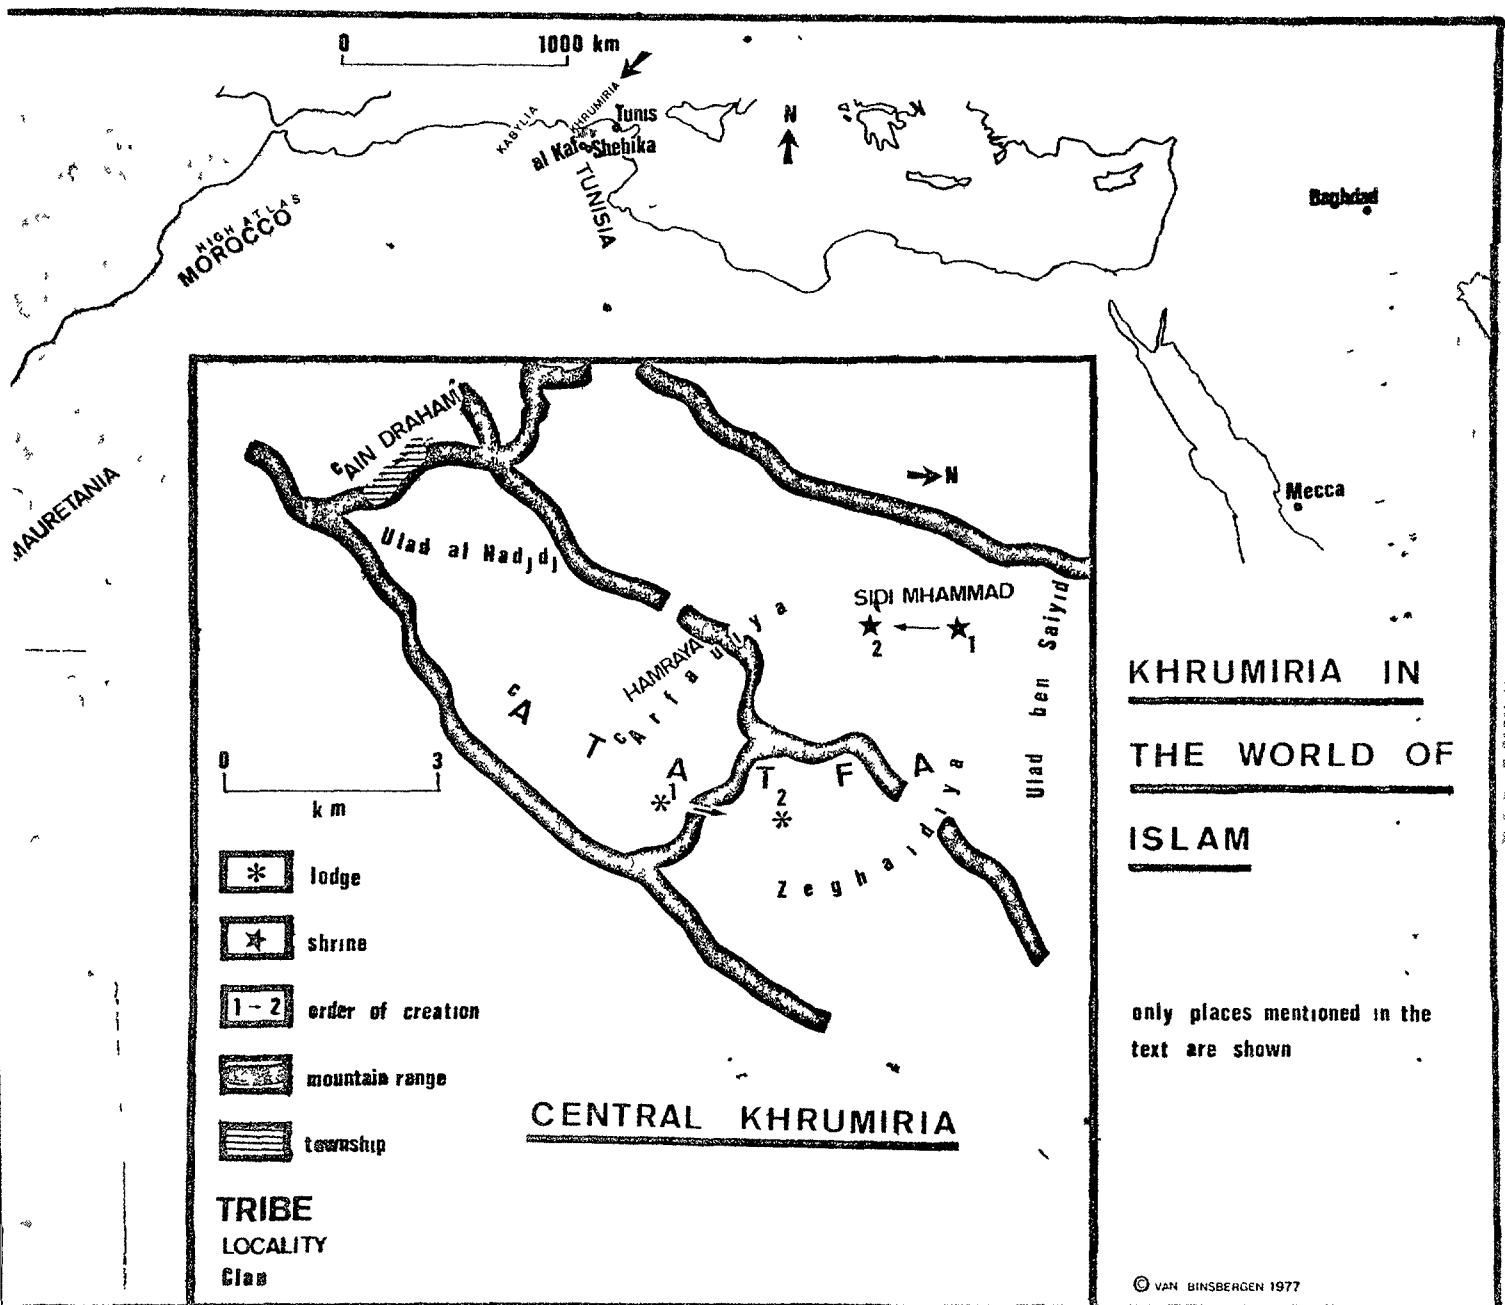 0 1000 km
KABYLIA
KHRUMIRIA
Tunis
al Kaf
Shebika
TUNISIA
N
Baghdad
HIGH ATLAS
MOROCCO
MAURETANIA
Mecca
ᶜAIN DRAHAM
N
Ulad al Hadjdj
SIDI MHAMMAD
2 1
HAMRAYA
ᶜArfauiya
Ulad ben Saiyid
ᶜATATFA
1
2
Zeghaidiya
0 3
km
lodge
shrine
1-2 order of creation
mountain range
township
TRIBE
LOCALITY
Clan
CENTRAL KHRUMIRIA
KHRUMIRIA IN
THE WORLD OF
ISLAM
only places mentioned in the
text are shown
© VAN BINSBERGEN 1977